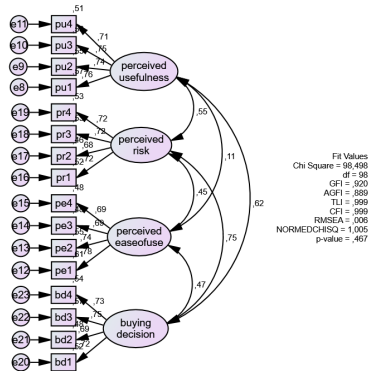 ,51
e11 pu4
,71
e10 pu3
,75
e9 pu2
,74
e8 pu1
,76
perceived
usefulness
,53
e19 pr4
,72
e18 pr3
,72
e17 pr2
,68
e16 pr1
,72
perceived
risk
,48
e15 pe4
,69
e14 pe3
,69
e13 pe2
,74
e12 pe1
,78
perceived
easeofuse
,54
e23 bd4
,73
e22 bd3
,75
e21 bd2
,69
e20 bd1
,72
buying
decision
,55
,11
,62
,45
,75
,47
Fit Values
Chi Square = 98,498
df = 98
GFI = ,920
AGFI = ,889
TLI = ,999
CFI = ,999
RMSEA = ,006
NORMEDCHISQ = 1,005
p-value = ,467